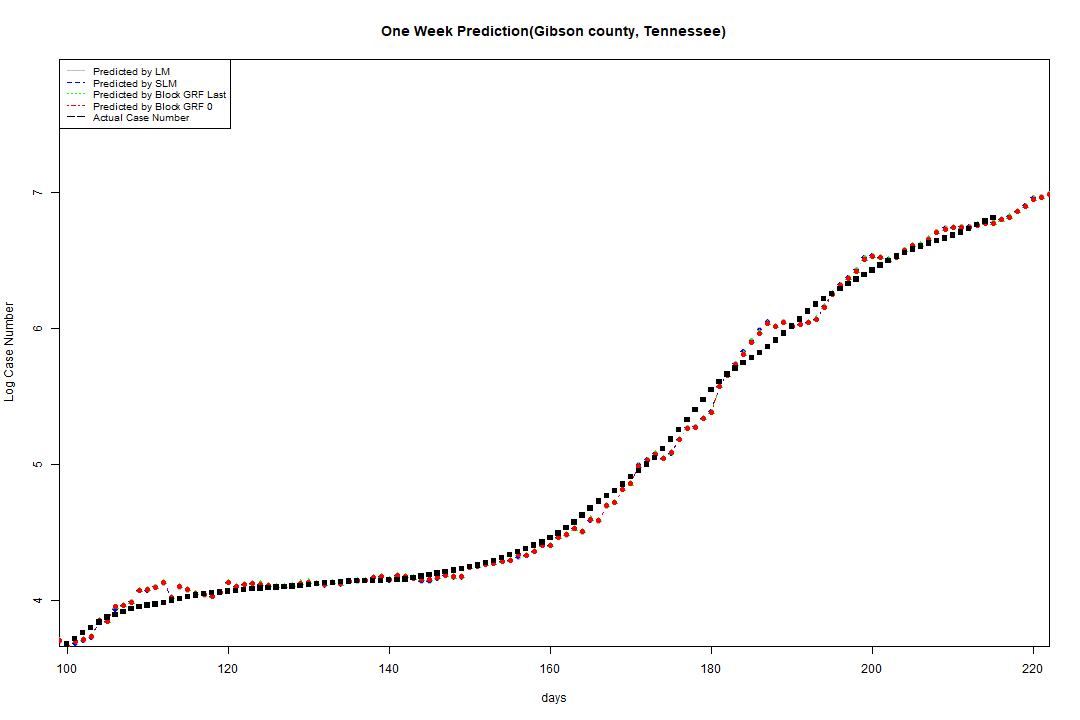 One Week Prediction(Gibson county, Tennessee)
Predicted by LM
Predicted by SLM
Predicted by Block GRF Last
Predicted by Block GRF 0
Actual Case Number
7
6
5
4
Log Case Number
100 120 140 160 180 200 220
days